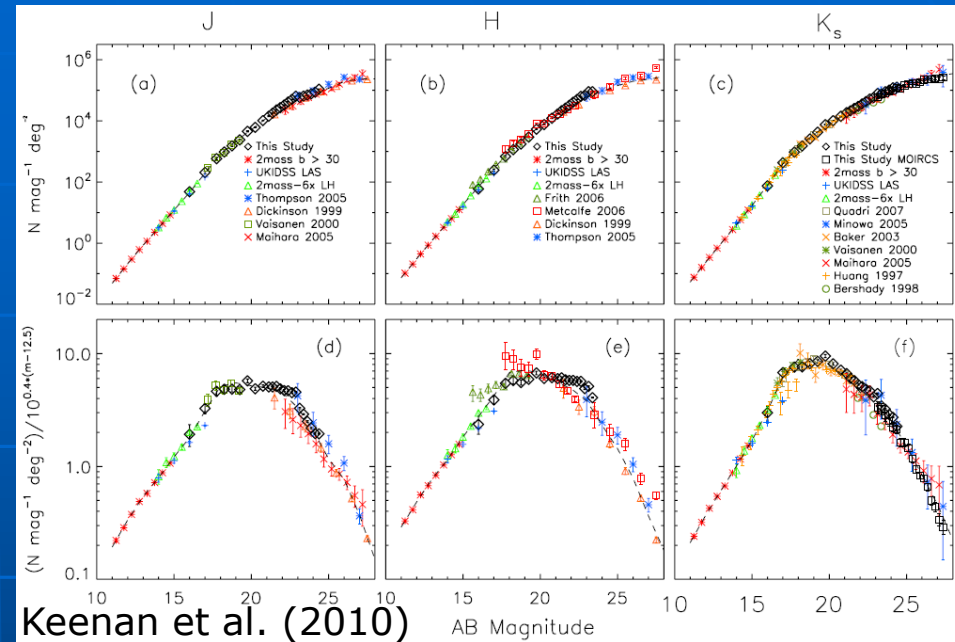 J H Ks
N mag⁻¹ deg⁻²
10⁶
10⁴
10²
10⁰
10⁻²
(a)
This Study
2mass b > 30
UKIDSS LAS
2mass-6x LH
Thompson 2005
Dickinson 1999
Vaisanen 2000
Maihara 2005
(b)
This Study
2mass b > 30
UKIDSS LAS
2mass-6x LH
Frith 2006
Metcalfe 2006
Dickinson 1999
Thompson 2005
(c)
This Study
This Study MOIRCS
2mass b > 30
UKIDSS LAS
2mass-6x LH
Quadri 2007
Minowa 2005
Baker 2003
Vaisanen 2000
Maihara 2005
Huang 1997
Bershady 1998
(N mag⁻¹ deg⁻²)/10^0.4*(m-12.5)
10.0
1.0
0.1
(d)
(e)
(f)
10 15 20 25 10 15 20 25 10 15 20 25
AB Magnitude
Keenan et al. (2010)